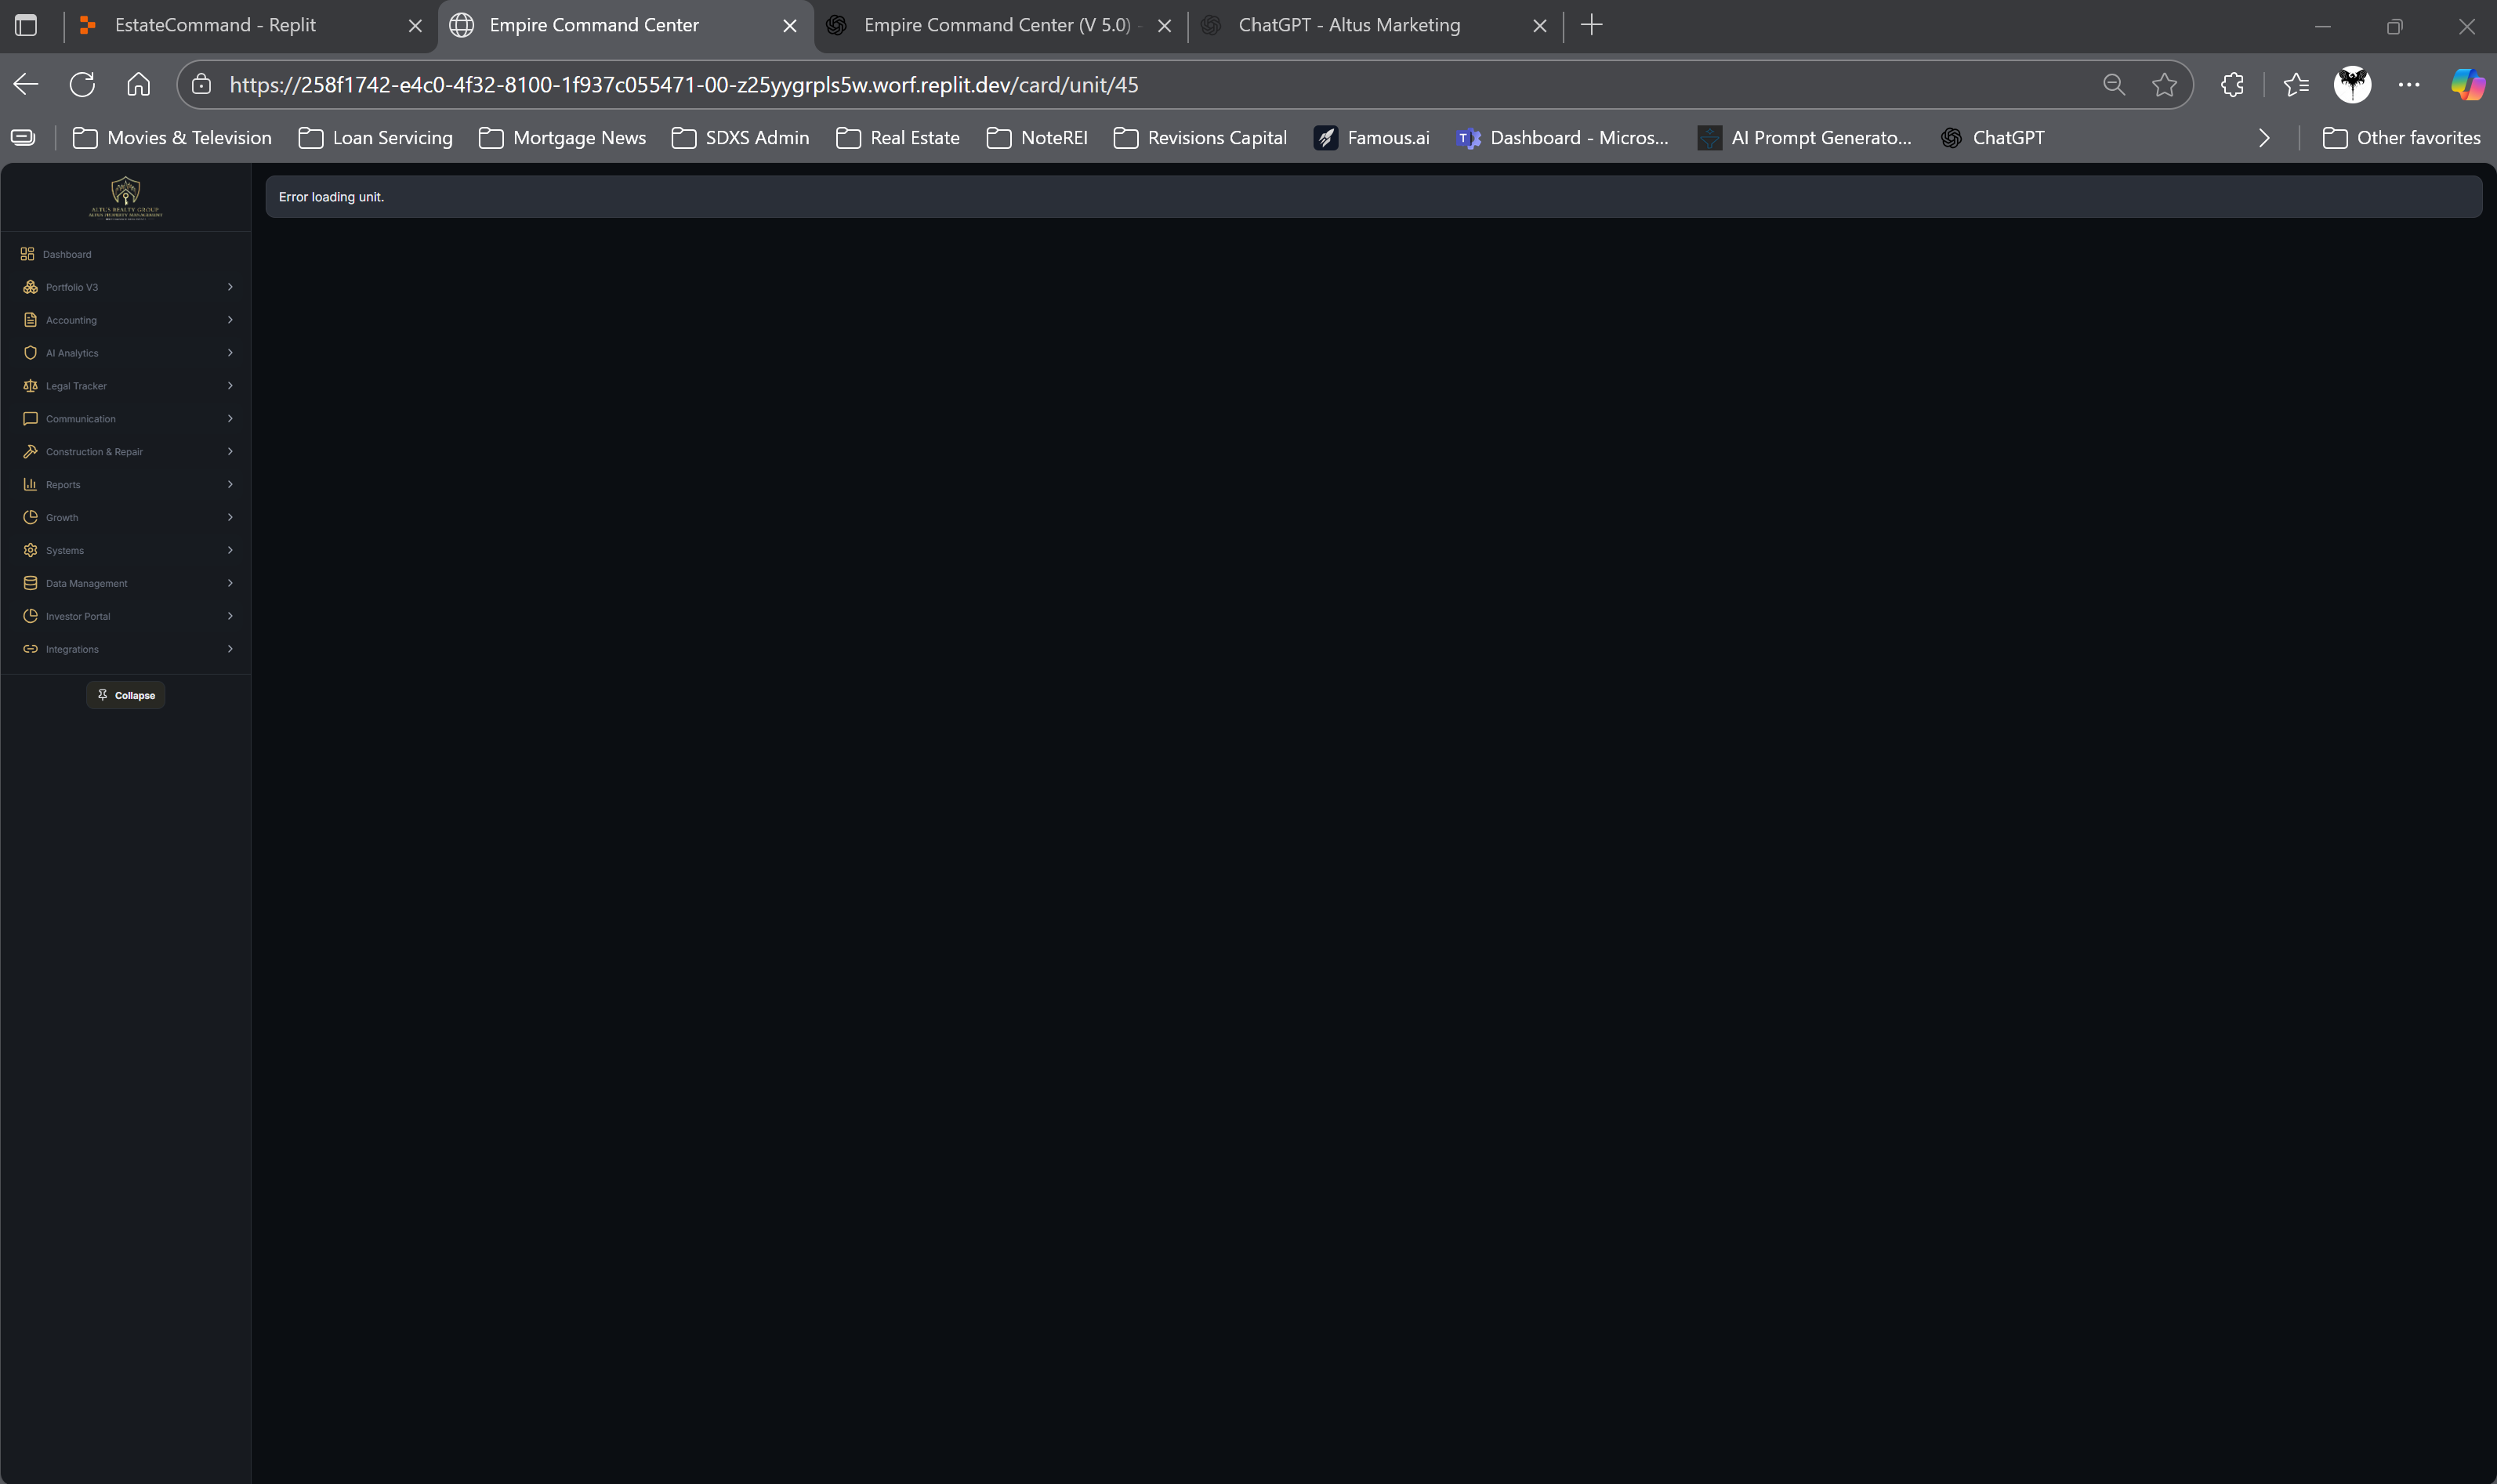 EstateCommand - Replit
Empire Command Center
Empire Command Center (V 5.0) -
ChatGPT - Altus Marketing
https://258f1742-e4c0-4f32-8100-1f937c055471-00-z25yygrpls5w.worf.replit.dev/card/unit/45
Movies & Television
Loan Servicing
Mortgage News
SDXS Admin
Real Estate
NoteREI
Revisions Capital
Famous.ai
Dashboard - Micros...
AI Prompt Generato...
ChatGPT
Other favorites
ALTUS REALTY GROUP
ALTUS PROPERTY MANAGEMENT
Error loading unit.
Dashboard
Portfolio V3
Accounting
AI Analytics
Legal Tracker
Communication
Construction & Repair
Reports
Growth
Systems
Data Management
Investor Portal
Integrations
Collapse